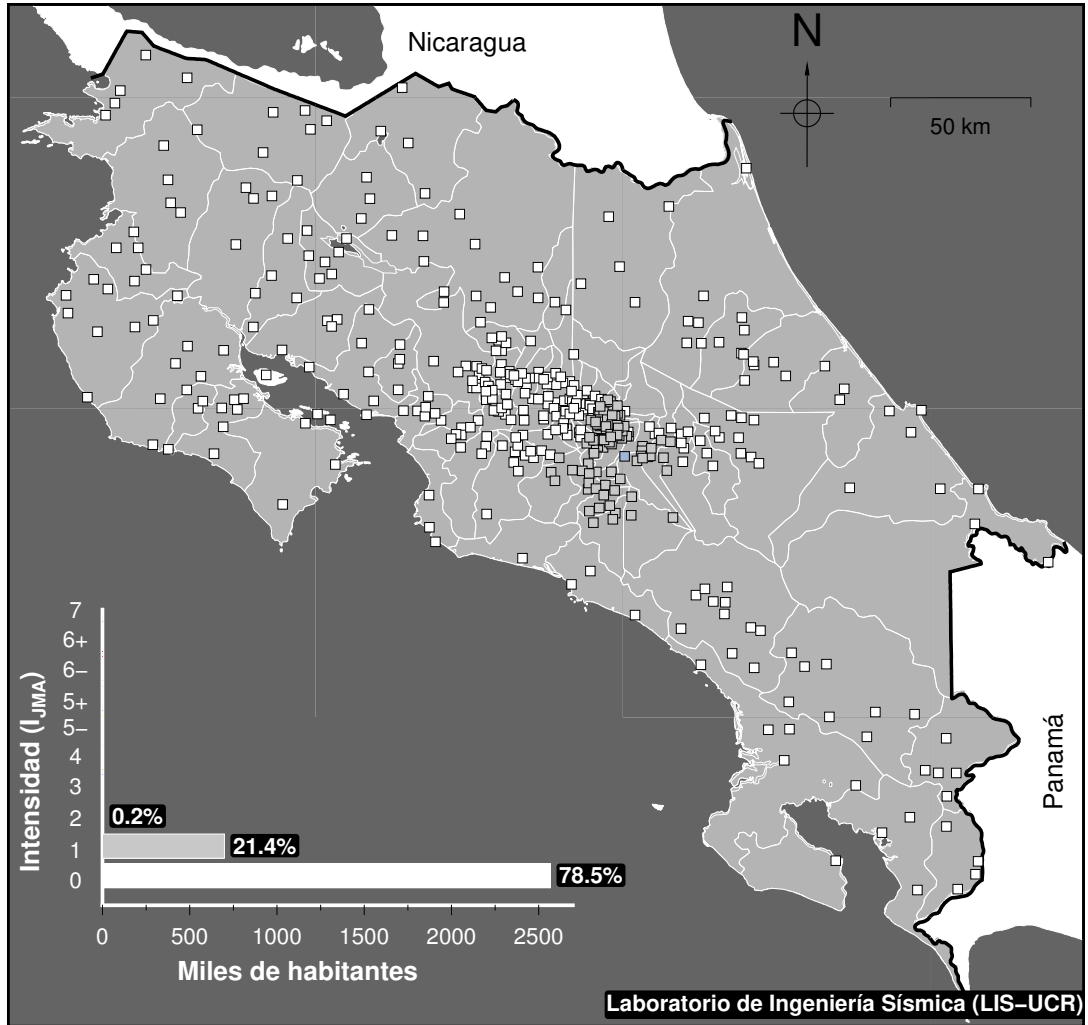 Nicaragua
N
50 km
Panamá
Intensidad (IJMA)
7
6+
6−
5+
5−
4
3
2
1
0
0.2%
21.4%
78.5%
0 500 1000 1500 2000 2500
Miles de habitantes
Laboratorio de Ingeniería Sísmica (LIS−UCR)